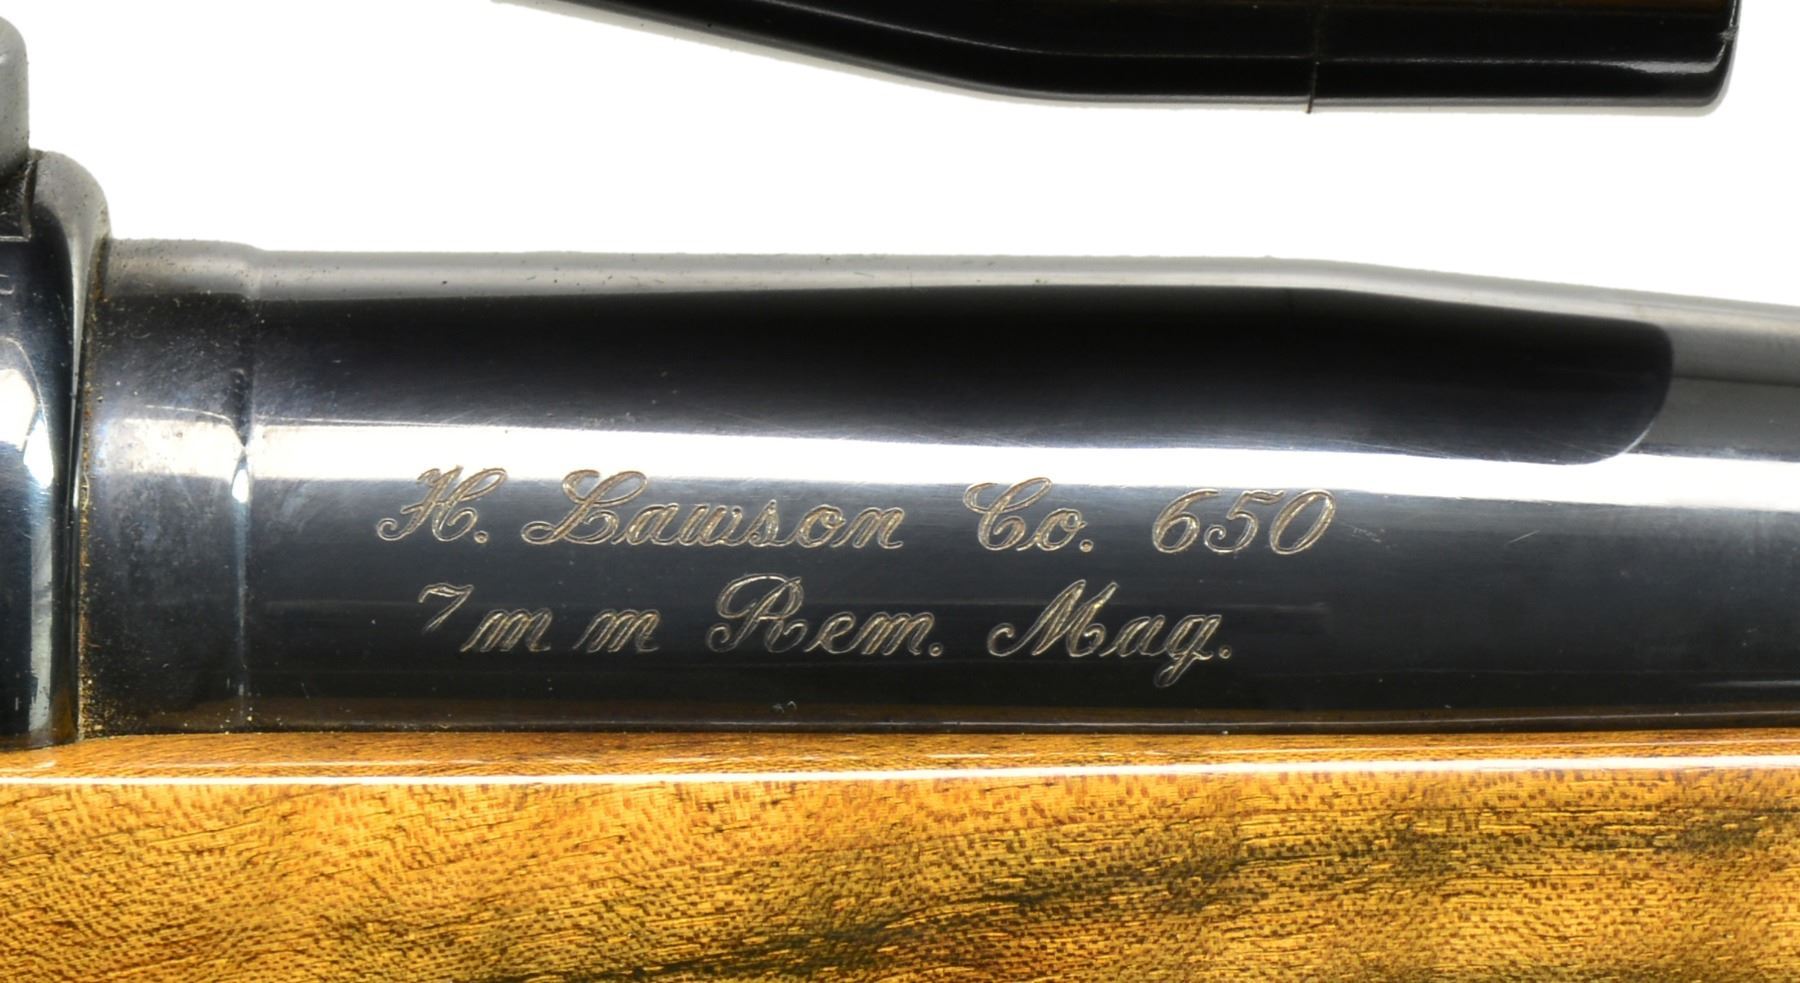 H. Lawson Co. 650
7mm Rem. Mag.